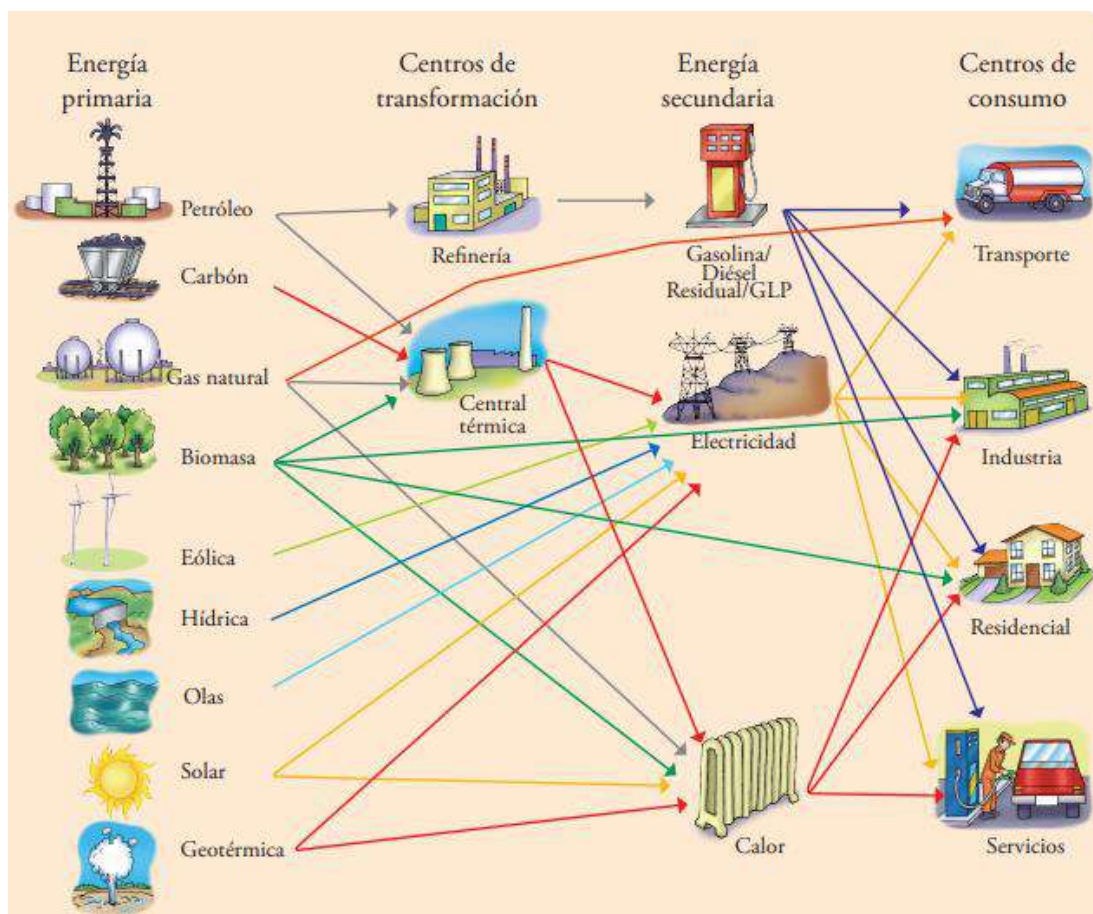 Energía
primaria
Centros de
transformación
Energía
secundaria
Centros de
consumo
Petróleo
Carbón
Gas natural
Biomasa
Eólica
Hídrica
Olas
Solar
Geotérmica
Refinería
Central
térmica
Gasolina/
Diésel
Residual/GLP
Electricidad
Calor
Transporte
Industria
Residencial
Servicios